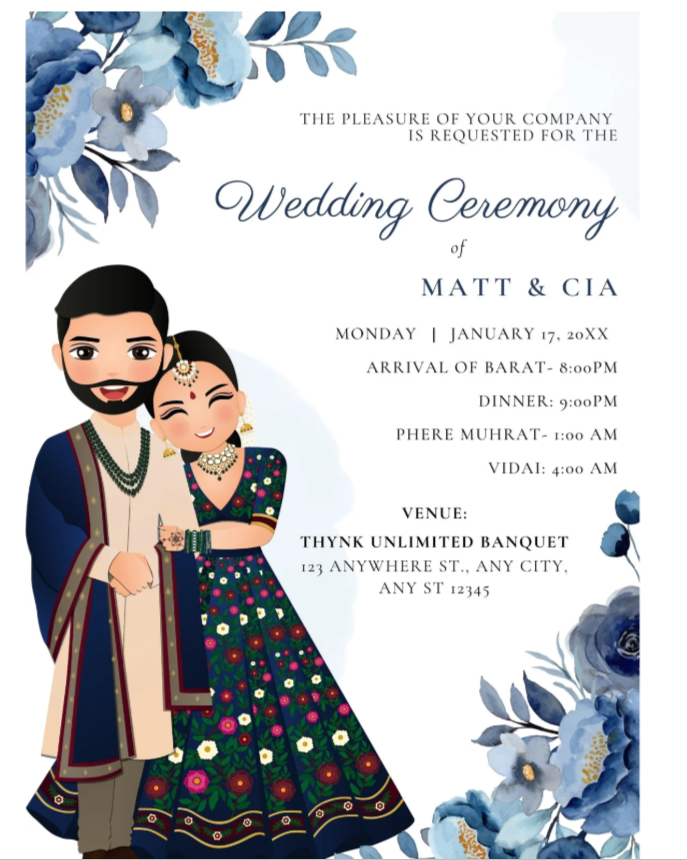 THE PLEASURE OF YOUR COMPANY
IS REQUESTED FOR THE
Wedding Ceremony
of
MATT & CIA
MONDAY | JANUARY 17, 20XX
ARRIVAL OF BARAT- 8:00PM
DINNER: 9:00PM
PHERE MUHRAT- 1:00 AM
VIDAI: 4:00 AM
VENUE:
THYNK UNLIMITED BANQUET
123 ANYWHERE ST., ANY CITY,
ANY ST 12345